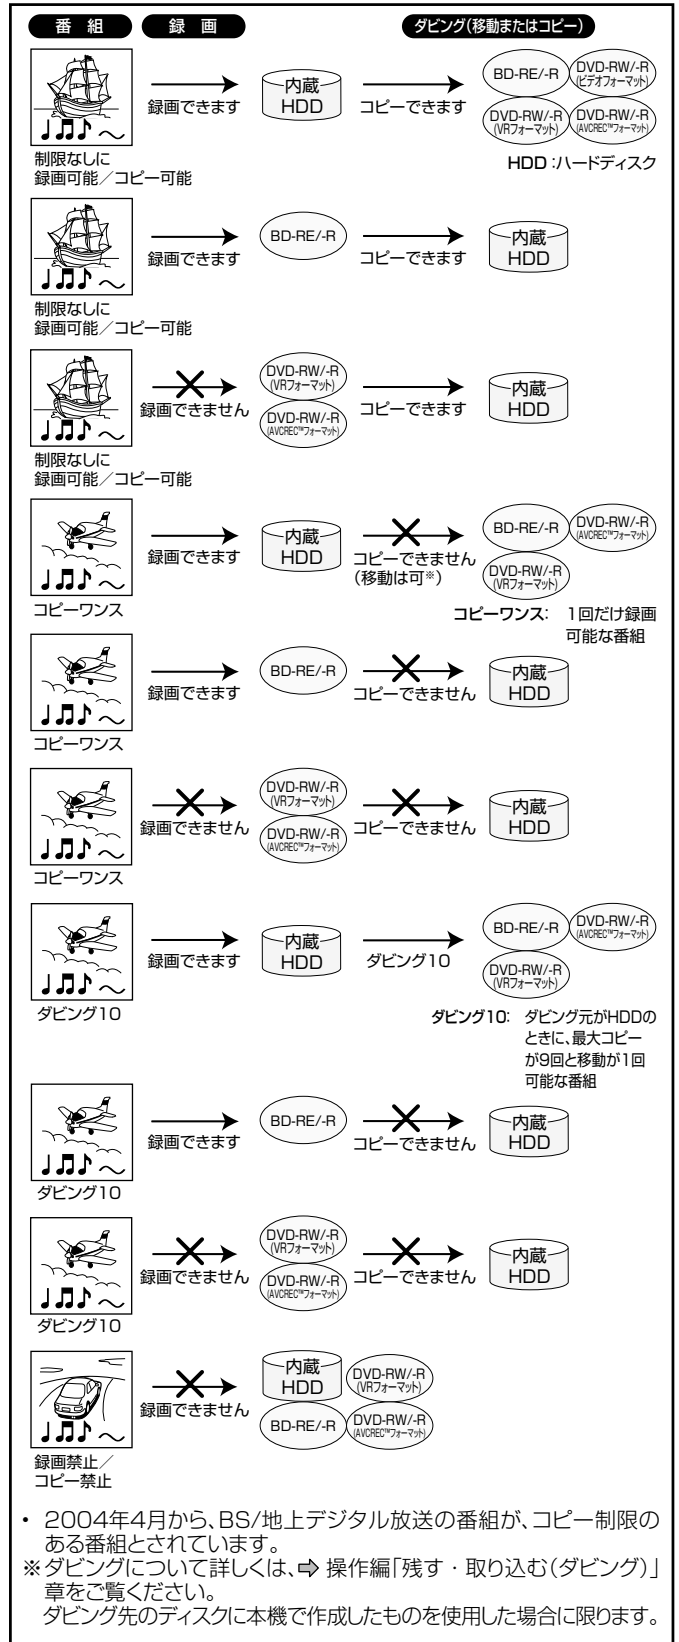 番 組 録 画 ダビング(移動またはコピー)
録画できます
内蔵
HDD
コピーできます
BD-RE/-R
DVD-RW/-R
(ビデオフォーマット)
DVD-RW/-R
(VRフォーマット)
DVD-RW/-R
(AVCREC™フォーマット)
制限なしに
録画可能/コピー可能
HDD:ハードディスク
録画できます
BD-RE/-R
コピーできます
内蔵
HDD
制限なしに
録画可能/コピー可能
録画できません
DVD-RW/-R
(VRフォーマット)
DVD-RW/-R
(AVCREC™フォーマット)
コピーできます
内蔵
HDD
制限なしに
録画可能/コピー可能
録画できます
内蔵
HDD
コピーできません
(移動は可※)
BD-RE/-R
DVD-RW/-R
(AVCREC™フォーマット)
DVD-RW/-R
(VRフォーマット)
コピーワンス
コピーワンス: 1回だけ録画
可能な番組
録画できます
BD-RE/-R
コピーできません
内蔵
HDD
コピーワンス
録画できません
DVD-RW/-R
(VRフォーマット)
DVD-RW/-R
(AVCREC™フォーマット)
コピーできません
内蔵
HDD
コピーワンス
録画できます
内蔵
HDD
ダビング10
BD-RE/-R
DVD-RW/-R
(AVCREC™フォーマット)
DVD-RW/-R
(VRフォーマット)
ダビング10
ダビング10: ダビング元がHDDの
ときに、最大コピー
が9回と移動が1回
可能な番組
録画できます
BD-RE/-R
コピーできません
内蔵
HDD
ダビング10
録画できません
DVD-RW/-R
(VRフォーマット)
DVD-RW/-R
(AVCREC™フォーマット)
コピーできません
内蔵
HDD
ダビング10
録画できません
内蔵
HDD
DVD-RW/-R
(VRフォーマット)
BD-RE/-R
DVD-RW/-R
(AVCREC™フォーマット)
録画禁止/
コピー禁止
・ 2004年4月から、BS/地上デジタル放送の番組が、コピー制限の
ある番組とされています。
※ダビングについて詳しくは、⇨ 操作編「残す・取り込む(ダビング)」
章をご覧ください。
ダビング先のディスクに本機で作成したものを使用した場合に限ります。